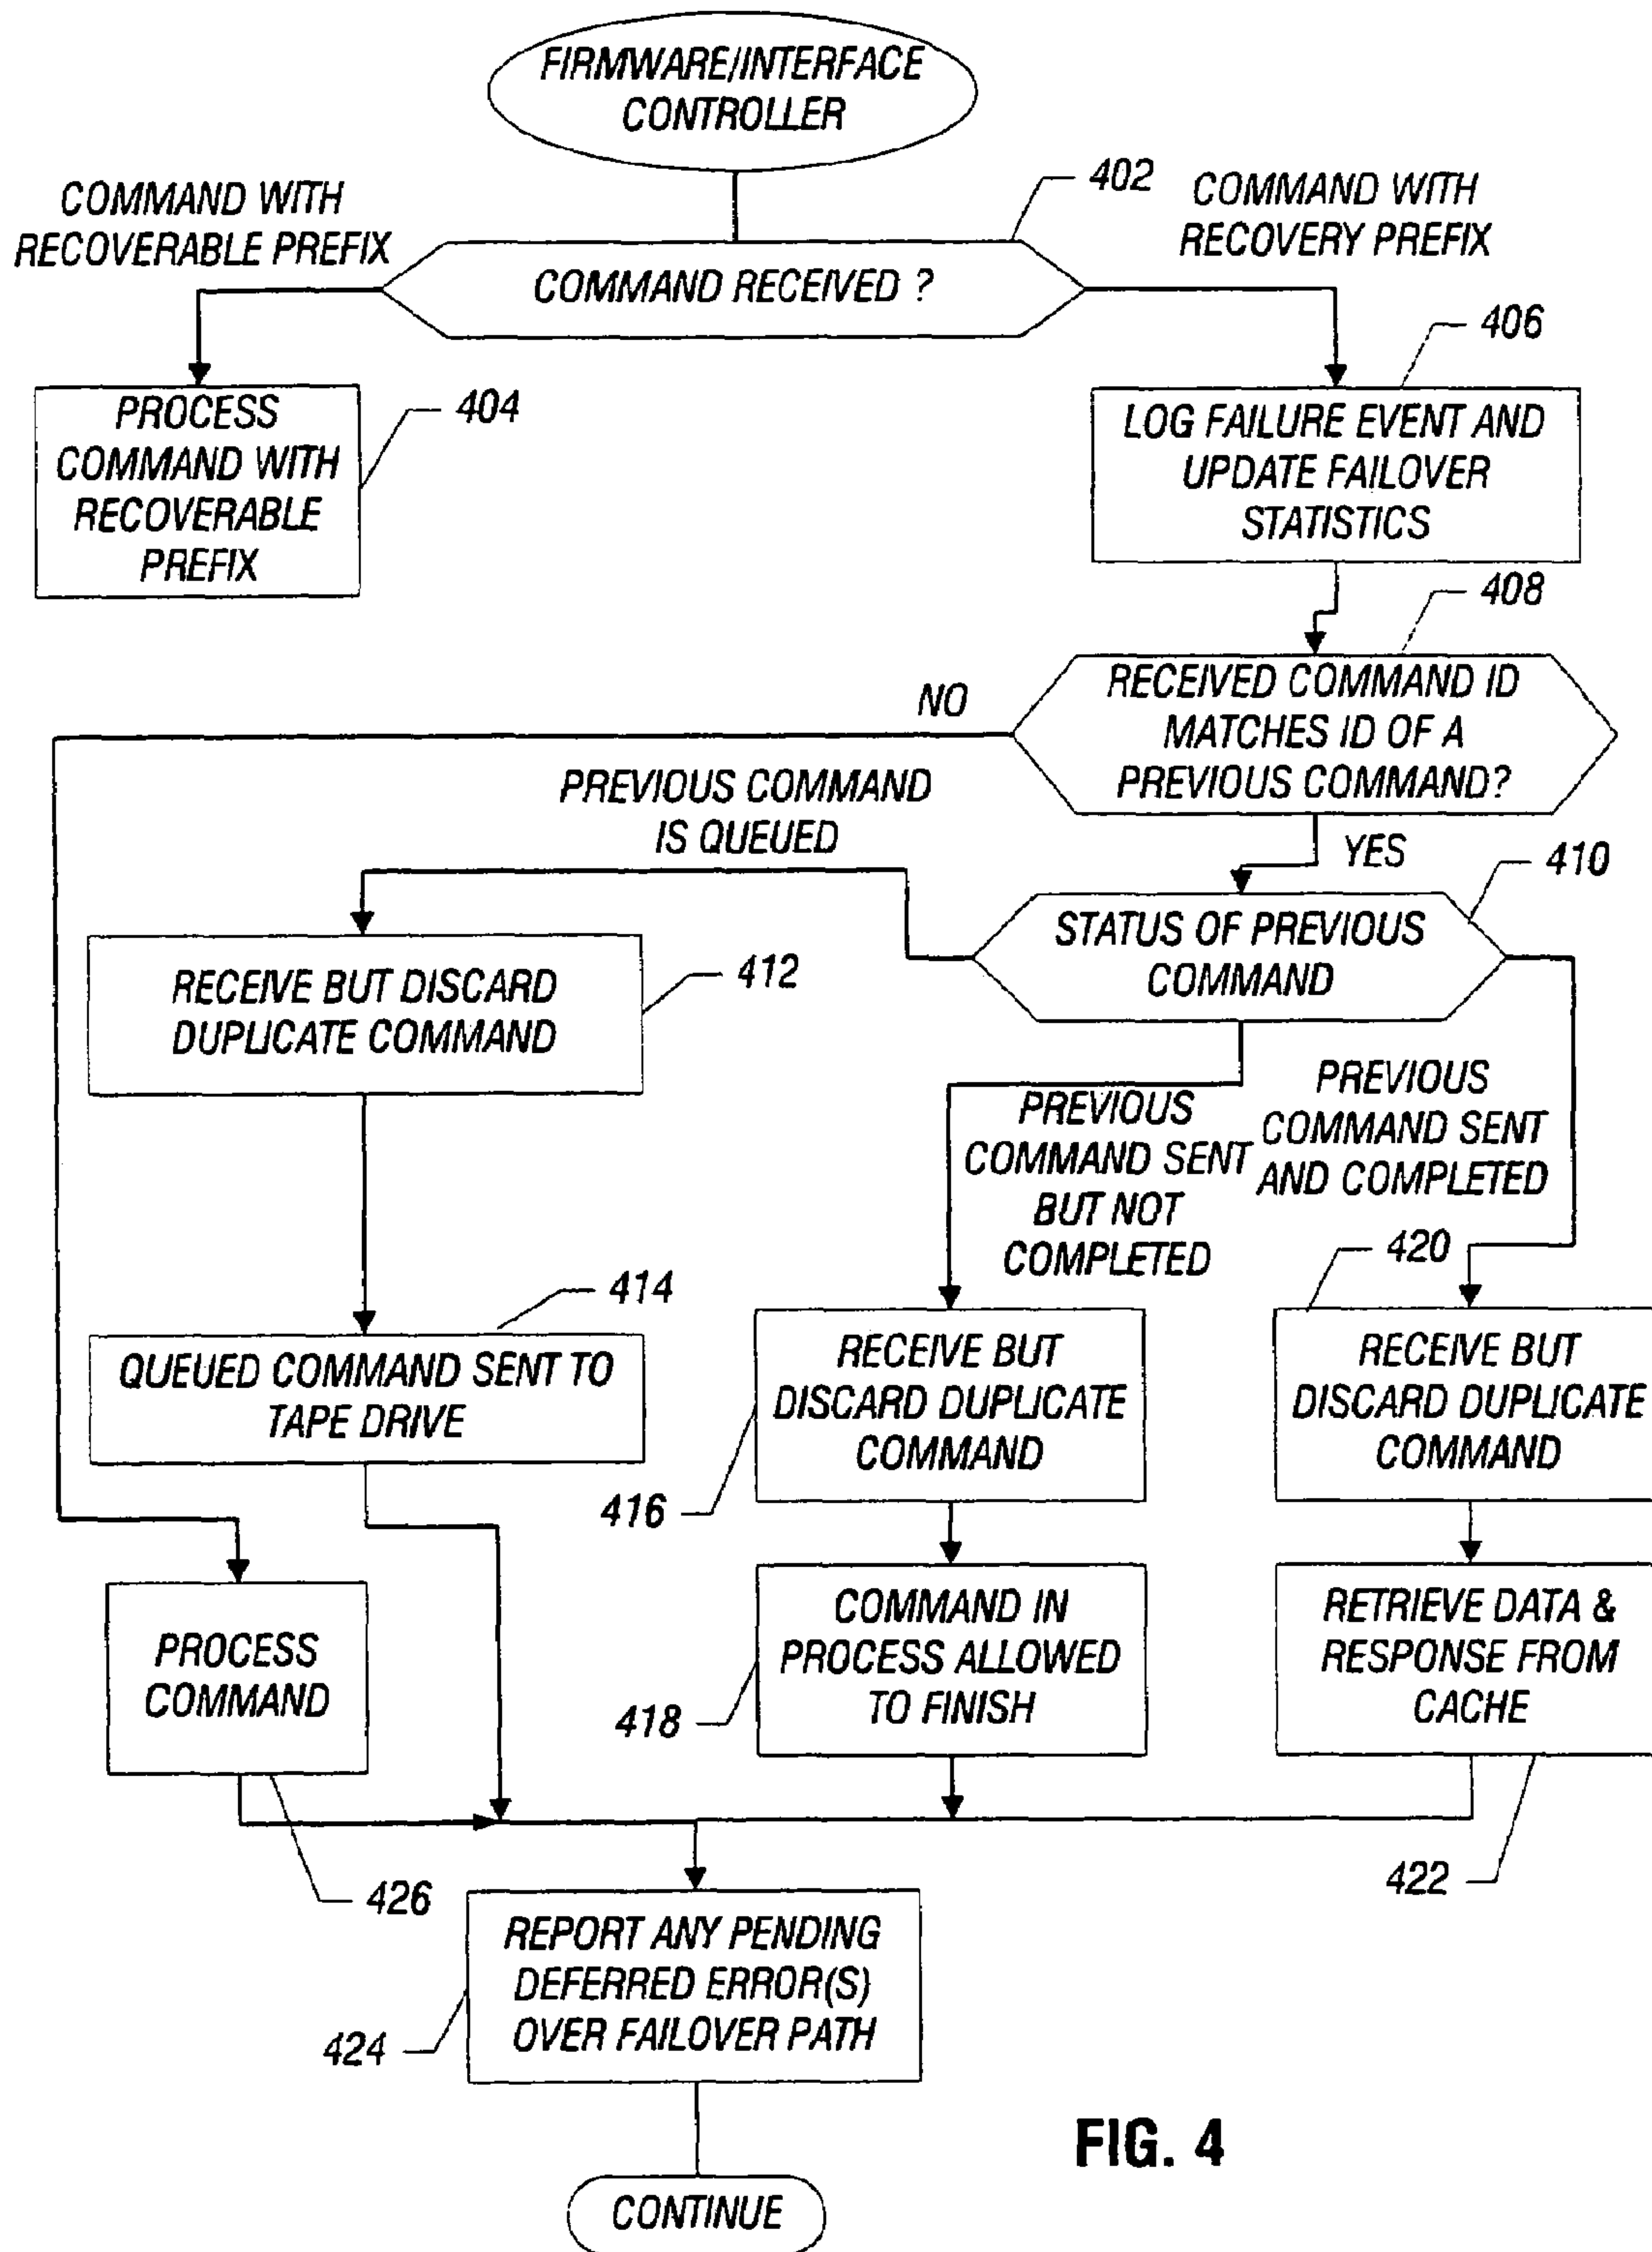 FIRMWARE/INTERFACE
CONTROLLER
402
COMMAND WITH
RECOVERABLE PREFIX
COMMAND WITH
RECOVERY PREFIX
COMMAND RECEIVED ?
406
404
PROCESS
COMMAND WITH
RECOVERABLE
PREFIX
LOG FAILURE EVENT AND
UPDATE FAILOVER
STATISTICS
408
NO
RECEIVED COMMAND ID
MATCHES ID OF A
PREVIOUS COMMAND?
PREVIOUS COMMAND
IS QUEUED
YES
410
STATUS OF PREVIOUS
COMMAND
RECEIVE BUT DISCARD
DUPLICATE COMMAND
412
PREVIOUS
COMMAND SENT
BUT NOT
COMPLETED
PREVIOUS
COMMAND SENT
AND COMPLETED
420
414
QUEUED COMMAND SENT TO
TAPE DRIVE
RECEIVE BUT
DISCARD DUPLICATE
COMMAND
416
RECEIVE BUT
DISCARD DUPLICATE
COMMAND
PROCESS
COMMAND
COMMAND IN
PROCESS ALLOWED
TO FINISH
418
RETRIEVE DATA &
RESPONSE FROM
CACHE
422
426
REPORT ANY PENDING
DEFERRED ERROR(S)
OVER FAILOVER PATH
424
FIG. 4
CONTINUE